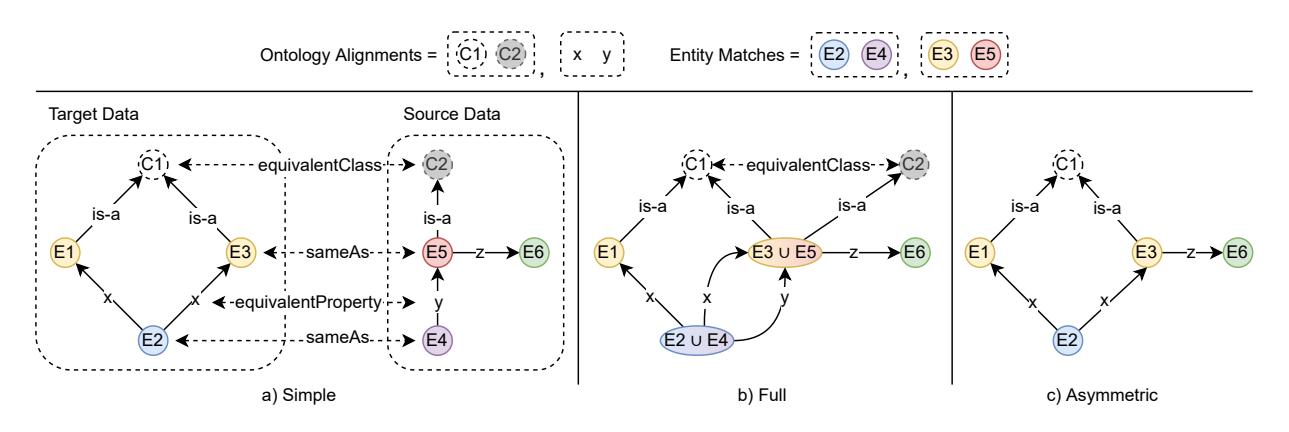 Ontology Alignments = C1 C2 , x y Entity Matches = E2 E4 , E3 E5
Target Data Source Data
C1 equivalentClass C2
is-a is-a is-a
E1 E3 sameAs E5 z E6
x x equivalentProperty y
E2 sameAs E4
a) Simple
C1 equivalentClass C2
is-a is-a is-a
E1 E3 ∪ E5 z E6
x x y
E2 ∪ E4
b) Full
C1
is-a is-a
E1 E3 z E6
x x
E2
c) Asymmetric